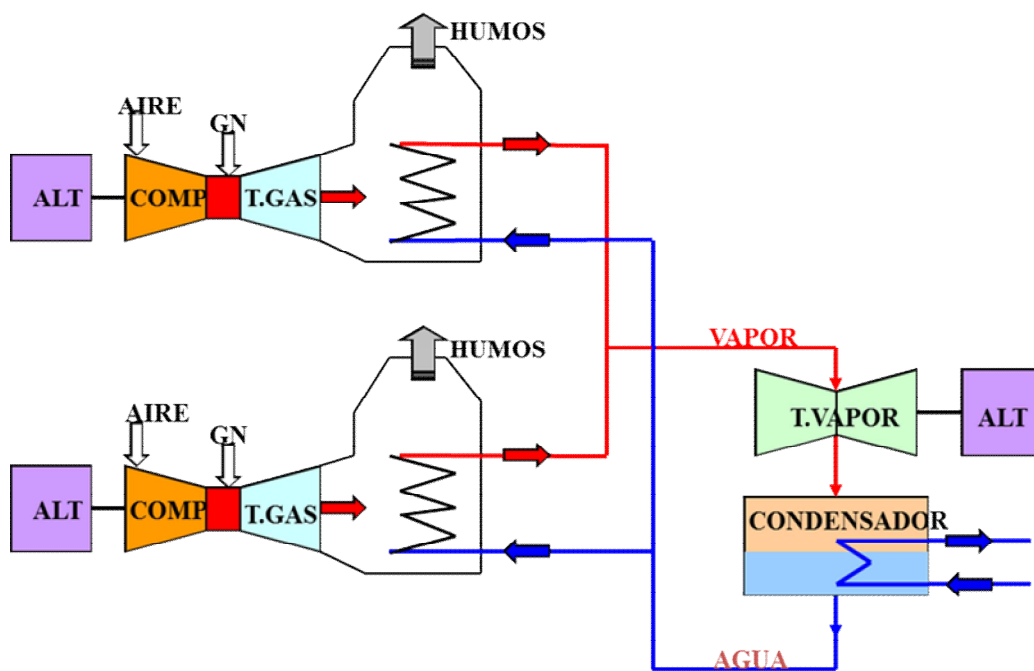 HUMOS
AIRE
GN
ALT
COMP
T.GAS
VAPOR
HUMOS
AIRE
GN
ALT
COMP
T.GAS
T.VAPOR
ALT
CONDENSADOR
AGUA